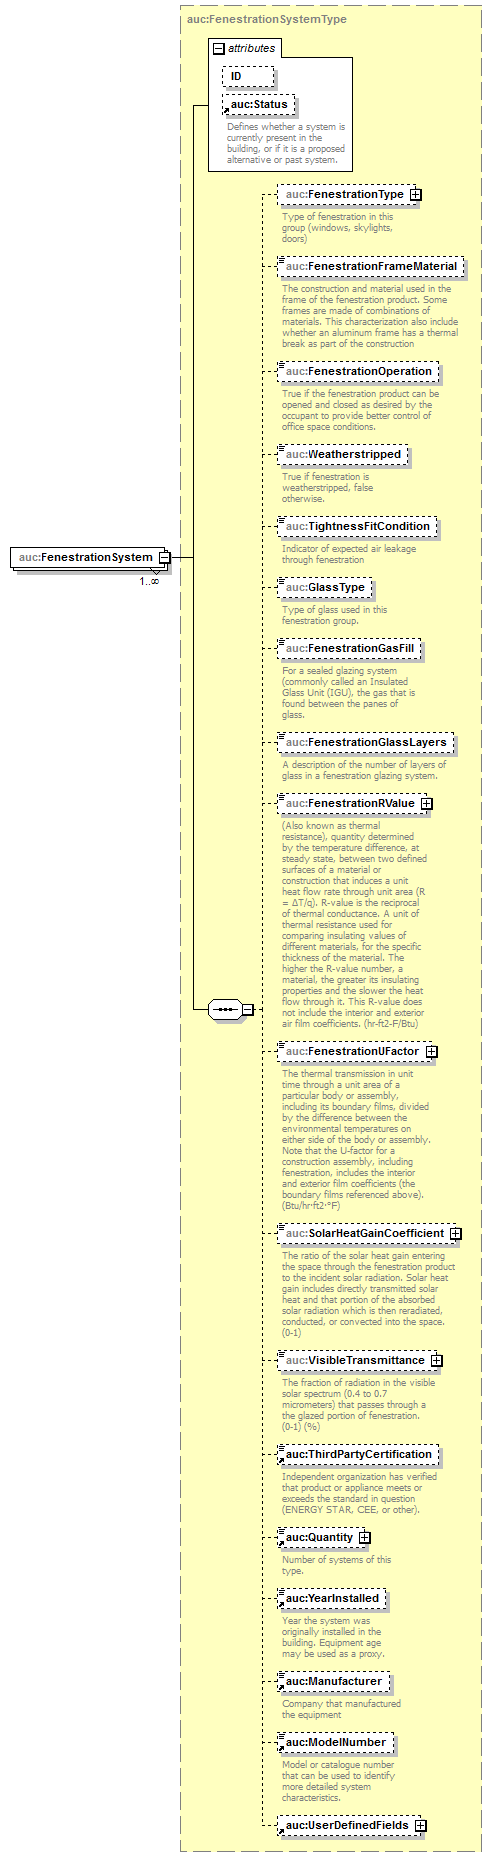 auc:FenestrationSystemType
attributes
ID
auc:Status
Defines whether a system is
currently present in the
building, or if it is a proposed
alternative or past system.
auc:FenestrationType
Type of fenestration in this
group (windows, skylights,
doors)
auc:FenestrationFrameMaterial
The construction and material used in the
frame of the fenestration product. Some
frames are made of combinations of
materials. This characterization also include
whether an aluminum frame has a thermal
break as part of the construction
auc:FenestrationOperation
True if the fenestration product can be
opened and closed as desired by the
occupant to provide better control of
office space conditions.
auc:Weatherstripped
True if fenestration is
weatherstripped, false
otherwise.
auc:TightnessFitCondition
Indicator of expected air leakage
through fenestration
auc:FenestrationSystem
1..∞
auc:GlassType
Type of glass used in this
fenestration group.
auc:FenestrationGasFill
For a sealed glazing system
(commonly called an Insulated
Glass Unit (IGU), the gas that is
found between the panes of
glass.
auc:FenestrationGlassLayers
A description of the number of layers of
glass in a fenestration glazing system.
auc:FenestrationRValue
(Also known as thermal
resistance), quantity determined
by the temperature difference, at
steady state, between two defined
surfaces of a material or
construction that induces a unit
heat flow rate through unit area (R
= ΔT/q). R-value is the reciprocal
of thermal conductance. A unit of
thermal resistance used for
comparing insulating values of
different materials, for the specific
thickness of the material. The
higher the R-value number, a
material, the greater its insulating
properties and the slower the heat
flow through it. This R-value does
not include the interior and exterior
air film coefficients. (hr-ft2-F/Btu)
auc:FenestrationUFactor
The thermal transmission in unit
time through a unit area of a
particular body or assembly,
including its boundary films, divided
by the difference between the
environmental temperatures on
either side of the body or assembly.
Note that the U-factor for a
construction assembly, including
fenestration, includes the interior
and exterior film coefficients (the
boundary films referenced above).
(Btu/hr·ft2·°F)
auc:SolarHeatGainCoefficient
The ratio of the solar heat gain entering
the space through the fenestration product
to the incident solar radiation. Solar heat
gain includes directly transmitted solar
heat and that portion of the absorbed
solar radiation which is then reradiated,
conducted, or convected into the space.
(0-1)
auc:VisibleTransmittance
The fraction of radiation in the visible
solar spectrum (0.4 to 0.7
micrometers) that passes through a
the glazed portion of fenestration.
(0-1) (%)
auc:ThirdPartyCertification
Independent organization has verified
that product or appliance meets or
exceeds the standard in question
(ENERGY STAR, CEE, or other).
auc:Quantity
Number of systems of this
type.
auc:YearInstalled
Year the system was
originally installed in the
building. Equipment age
may be used as a proxy.
auc:Manufacturer
Company that manufactured
the equipment
auc:ModelNumber
Model or catalogue number
that can be used to identify
more detailed system
characteristics.
auc:UserDefinedFields